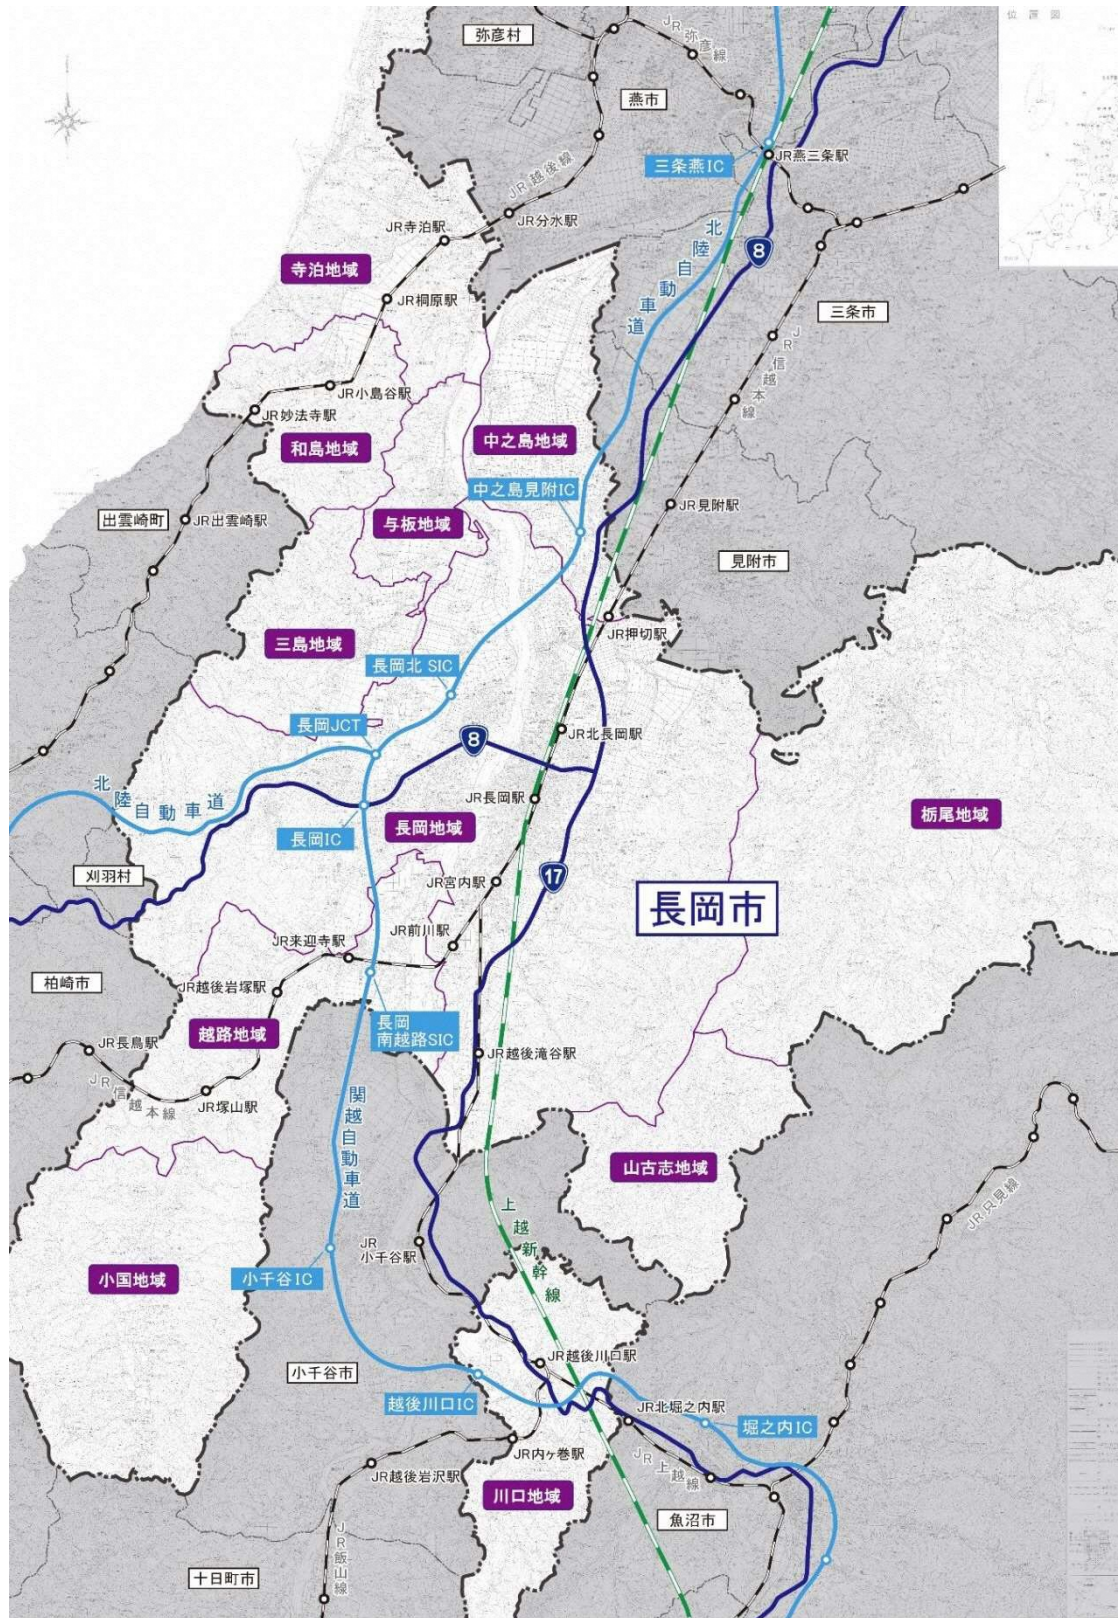 位置図
弥彦村
JR弥彦線
燕市
三条燕IC
JR燕三条駅
JR越後線
JR分水駅
JR寺泊駅
北陸自動車道
8
寺泊地域
JR桐原駅
三条市
JR信越本線
JR小島谷駅
JR妙法寺駅
和島地域
中之島地域
中之島見附IC
JR見附駅
出雲崎町
JR出雲崎駅
与板地域
見附市
JR押切駅
三島地域
長岡北 SIC
長岡JCT
8
JR北長岡駅
北陸自動車道
JR長岡駅
長岡IC
長岡地域
栃尾地域
刈羽村
JR宮内駅
17
長岡市
JR来迎寺駅
JR前川駅
柏崎市
JR越後岩塚駅
長岡
南越路SIC
越路地域
JR長鳥駅
JR越後滝谷駅
JR信越本線
JR塚山駅
関越自動車道
山古志地域
JR只見線
上越新幹線
JR
小千谷駅
小国地域
小千谷IC
JR越後川口駅
小千谷市
越後川口IC
JR北堀之内駅
堀之内IC
JR内ヶ巻駅
JR上越線
JR越後岩沢駅
川口地域
魚沼市
JR飯山線
十日町市